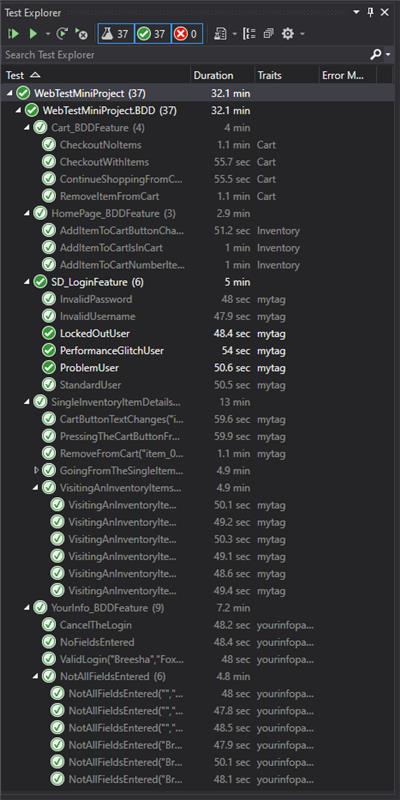 Test Explorer
37 37 0
Search Test Explorer
Test Duration Traits Error M...
WebTestMiniProject (37) 32.1 min
WebTestMiniProject.BDD (37) 32.1 min
Cart_BDDFeature (4) 4 min
CheckoutNoItems 1.1 min Cart
CheckoutWithItems 55.7 sec Cart
ContinueShoppingFromC... 55.5 sec Cart
RemoveItemFromCart 1.1 min Cart
HomePage_BDDFeature (3) 2.9 min
AddItemToCartButtonCha... 51.2 sec Inventory
AddItemToCartIsInCart 1 min Inventory
AddItemToCartNumberIte... 1 min Inventory
SD_LoginFeature (6) 5 min
InvalidPassword 48 sec mytag
InvalidUsername 47.9 sec mytag
LockedOutUser 48.4 sec mytag
PerformanceGlitchUser 54 sec mytag
ProblemUser 50.6 sec mytag
StandardUser 50.5 sec mytag
SingleInventoryItemDetails... 13 min
CartButtonTextChanges("i... 59.6 sec mytag
PressingTheCartButtonFr... 59.9 sec mytag
RemoveFromCart("item_0... 1.1 min mytag
GoingFromTheSingleItem... 4.9 min
VisitingAnInventoryItems... 4.9 min
VisitingAnInventoryIte... 50.1 sec mytag
VisitingAnInventoryIte... 49.2 sec mytag
VisitingAnInventoryIte... 50.3 sec mytag
VisitingAnInventoryIte... 49.1 sec mytag
VisitingAnInventoryIte... 48.6 sec mytag
VisitingAnInventoryIte... 49.4 sec mytag
YourInfo_BDDFeature (9) 7.2 min
CancelTheLogin 48.2 sec yourinfopa...
NoFieldsEntered 48.4 sec yourinfopa...
ValidLogin("Breesha","Fox... 48 sec yourinfopa...
NotAllFieldsEntered (6) 4.8 min
NotAllFieldsEntered("","... 48 sec yourinfopa...
NotAllFieldsEntered("","... 47.8 sec yourinfopa...
NotAllFieldsEntered("","... 48.5 sec yourinfopa...
NotAllFieldsEntered("Br... 47.9 sec yourinfopa...
NotAllFieldsEntered("Br... 50.1 sec yourinfopa...
NotAllFieldsEntered("Br... 48.1 sec yourinfopa...